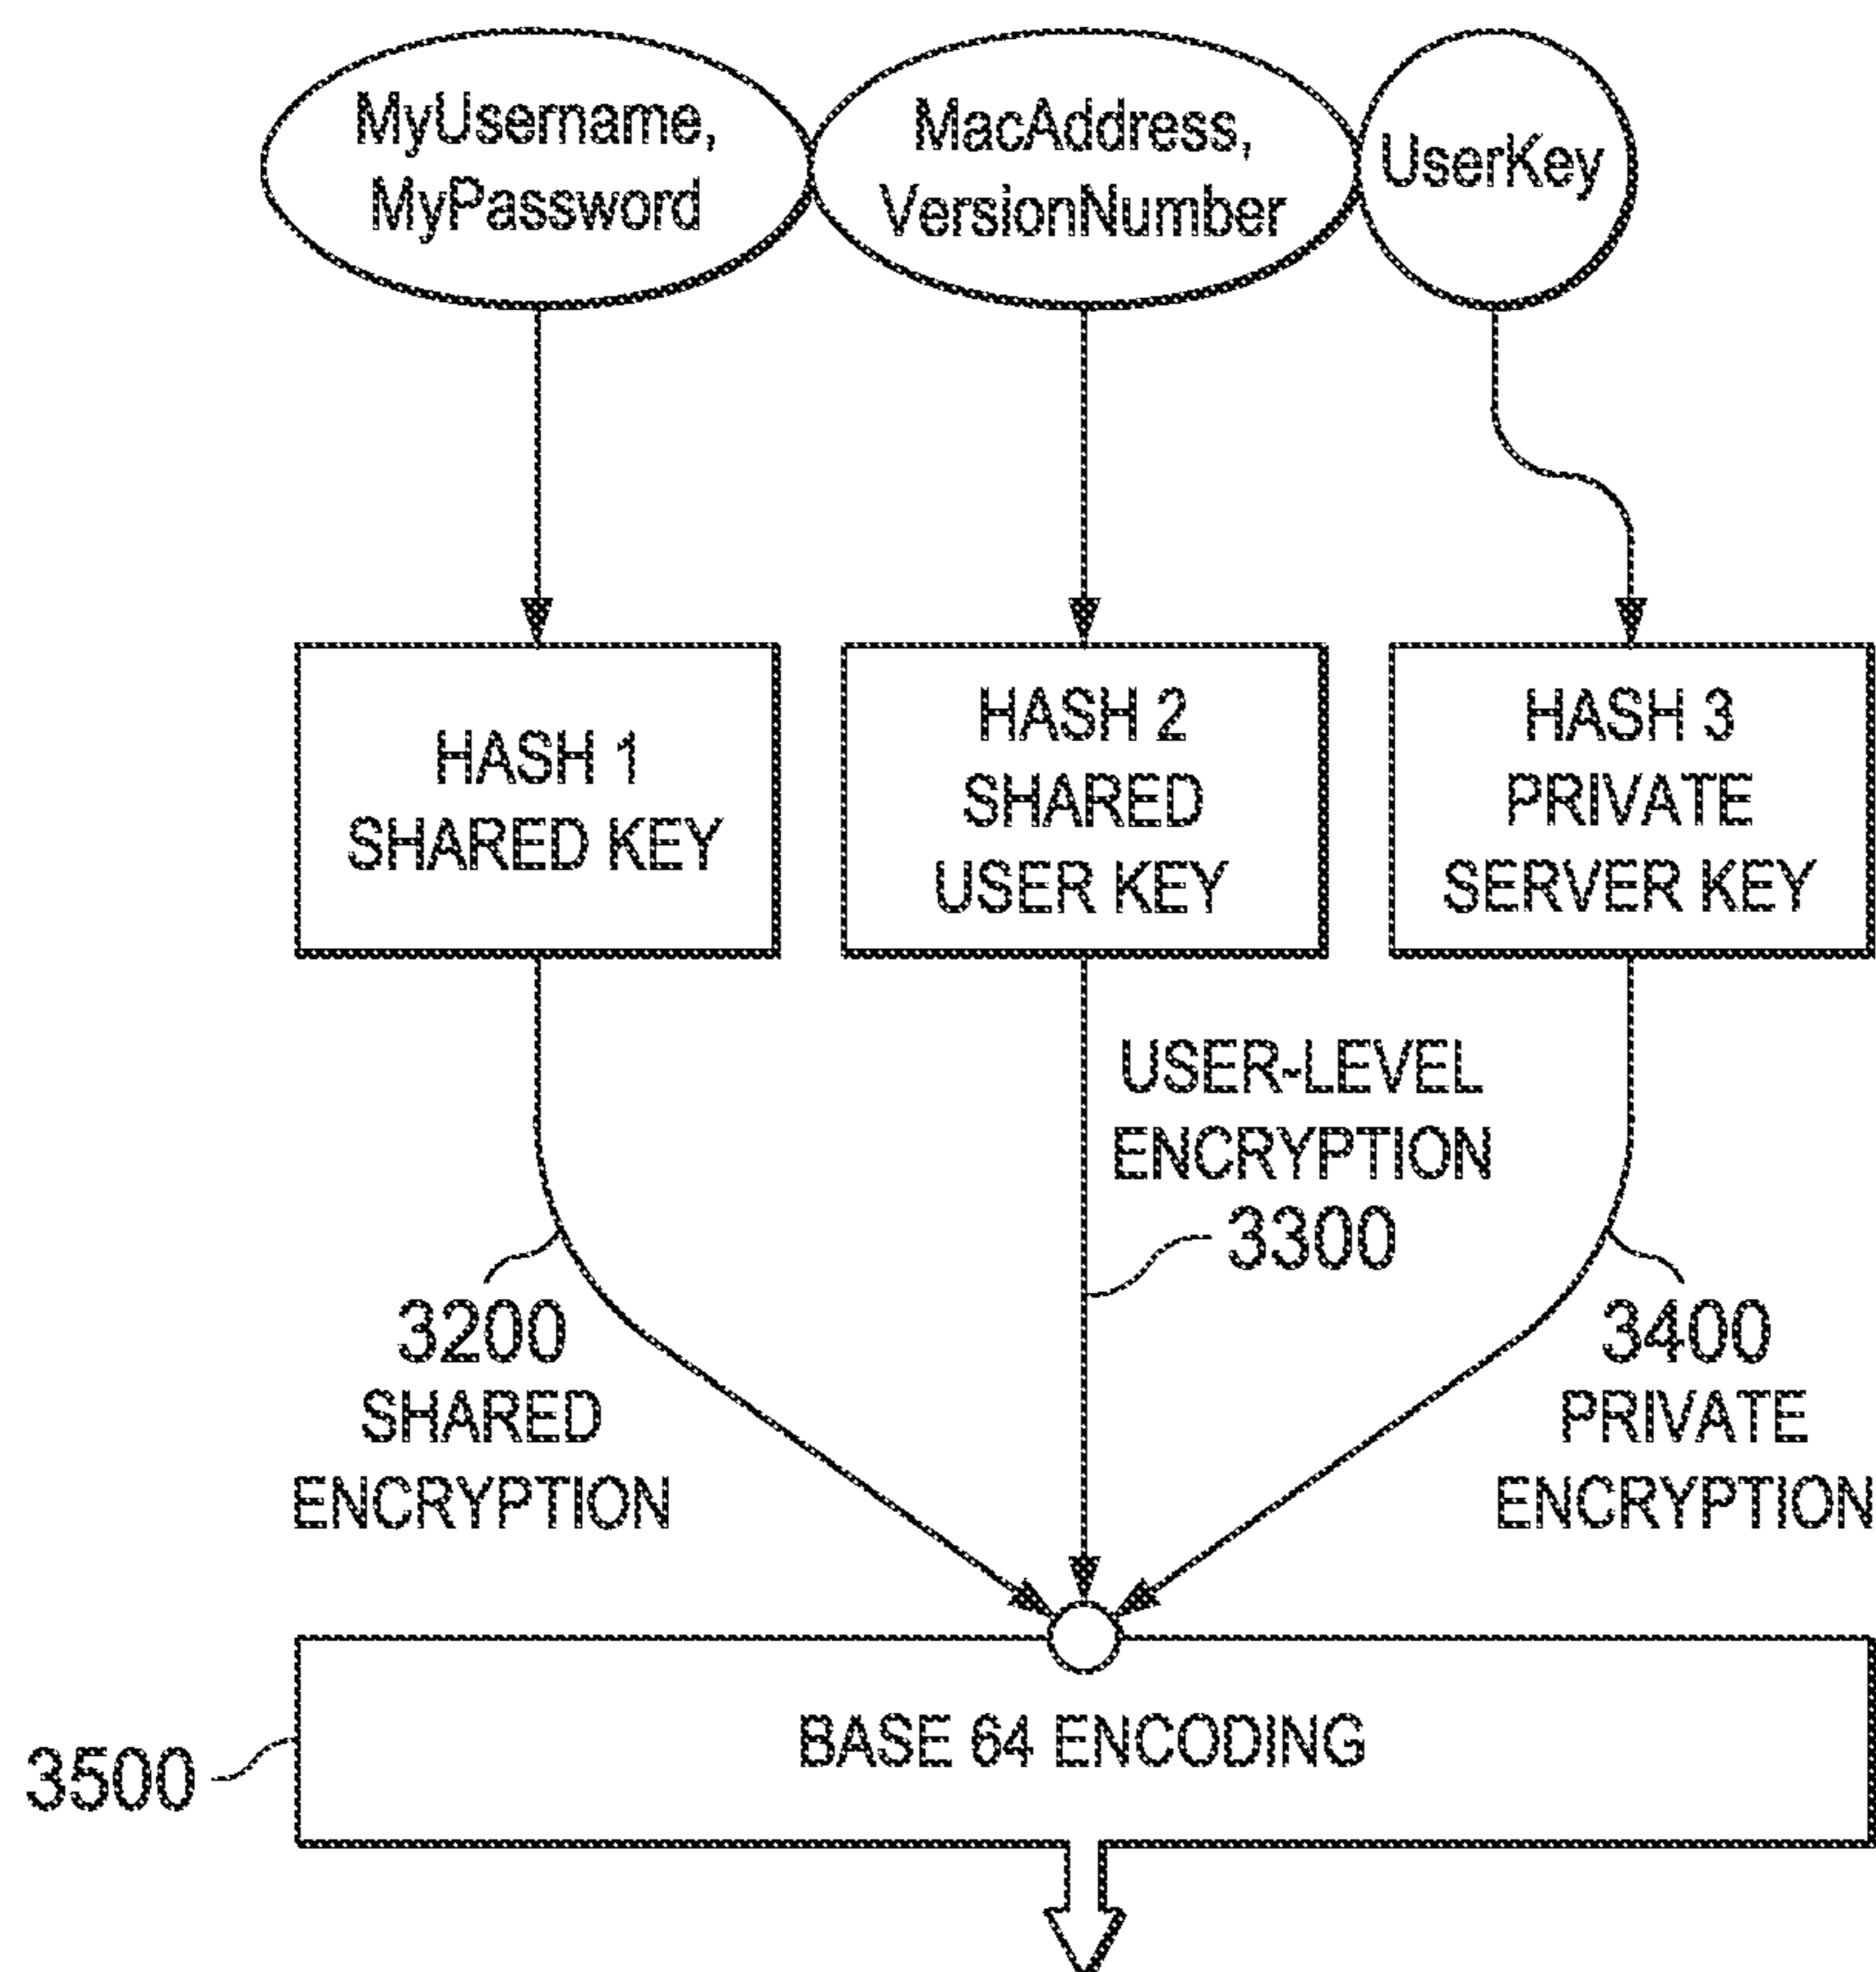 MyUsername,
MyPassword
MacAddress,
VersionNumber
UserKey
HASH 1
SHARED KEY
HASH 2
SHARED
USER KEY
HASH 3
PRIVATE
SERVER KEY
USER-LEVEL
ENCRYPTION
3300
3200
SHARED
ENCRYPTION
3400
PRIVATE
ENCRYPTION
BASE 64 ENCODING
3500